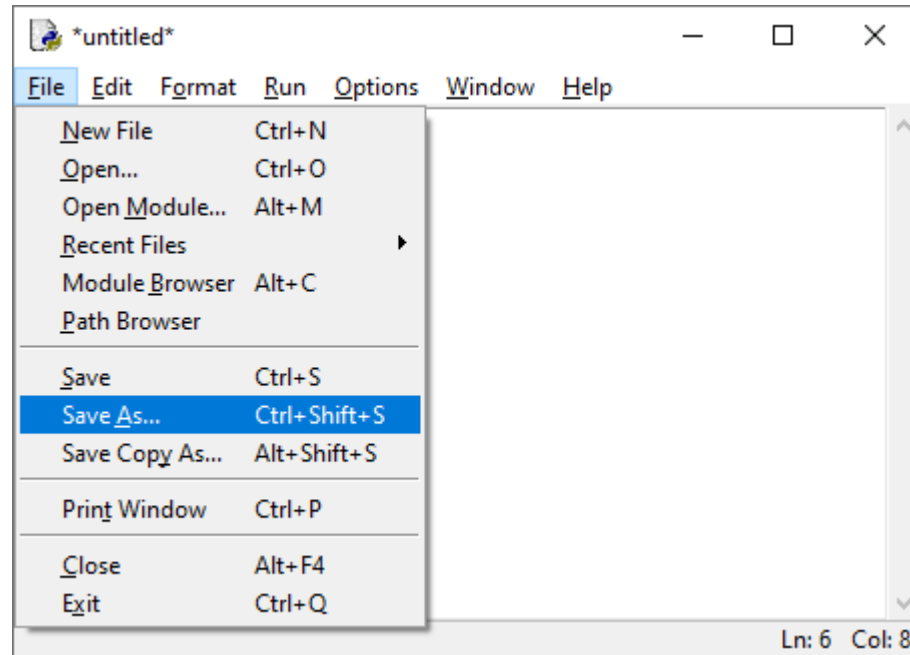 *untitled*
File Edit Format Run Options Window Help
New File Ctrl+N
Open... Ctrl+O
Open Module... Alt+M
Recent Files
Module Browser Alt+C
Path Browser
Save Ctrl+S
Save As... Ctrl+Shift+S
Save Copy As... Alt+Shift+S
Print Window Ctrl+P
Close Alt+F4
Exit Ctrl+Q
Ln: 6 Col: 8